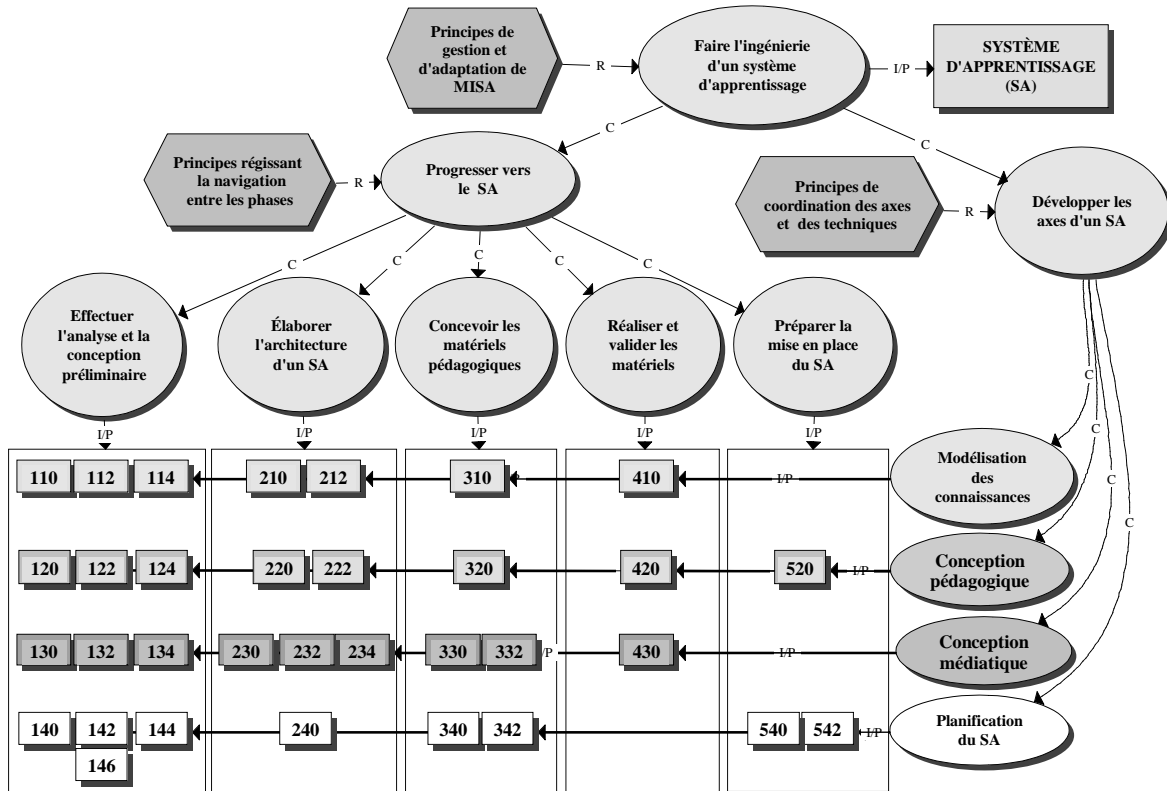 Principes de
gestion et
d'adaptation de
MISA
R
Faire l'ingénierie
d'un système
d'apprentissage
I/P
SYSTÈME
D'APPRENTISSAGE
(SA)
C
C
Principes régissant
la navigation
entre les phases
R
Progresser vers
le SA
Principes de
coordination des axes
et des techniques
R
Développer les
axes d'un SA
C
C
C
C
C
Effectuer
l'analyse et la
conception
préliminaire
Élaborer
l'architecture
d'un SA
Concevoir les
matériels
pédagogiques
Réaliser et
valider les
matériels
Préparer la
mise en place
du SA
C
C
C
C
I/P
I/P
I/P
I/P
I/P
110 112 114 210 212 310 P 410 I/P
Modélisation
des
connaissances
120 122 124 220 222 320 420 520 I/P
Conception
pédagogique
130 132 134 230 232 234 330 332 /P 430 I/P
Conception
médiatique
140 142 144 240 340 342 540 542 I/P
146
Planification
du SA